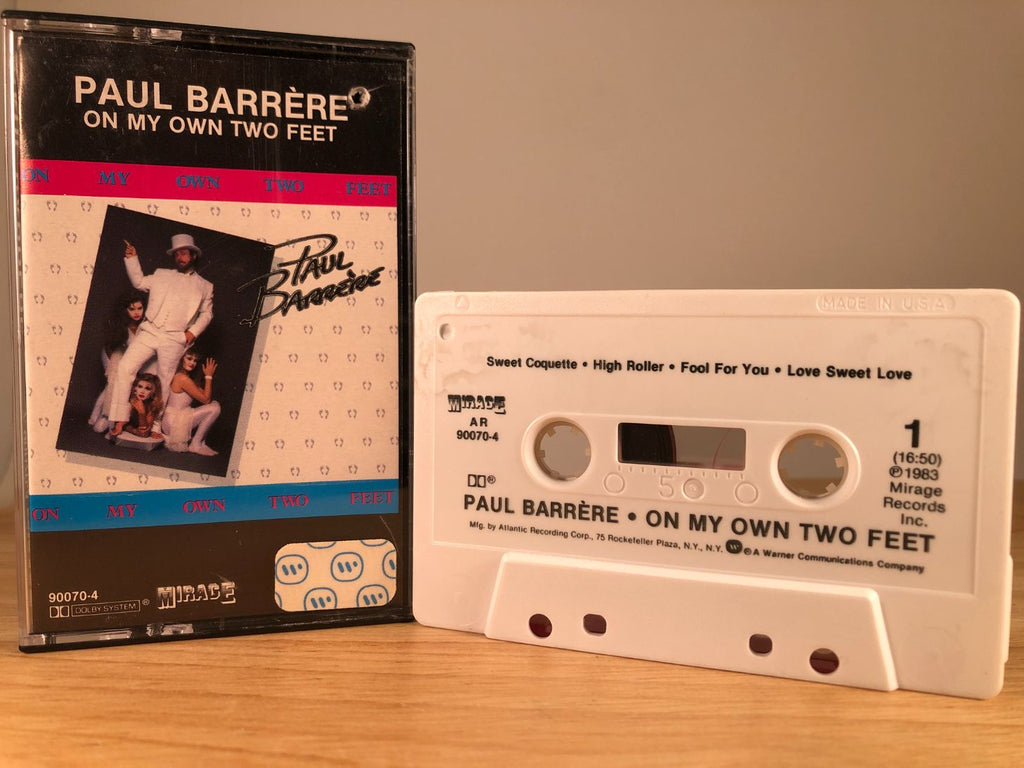 PAUL BARRÈRE
ON MY OWN TWO FEET
ON MY OWN TWO FEET
PAUL
BARRÈRE
ON MY OWN TWO FEET
90070-4
DOLBY SYSTEM ®
MIRAGE
MADE IN U.S.A.
Sweet Coquette • High Roller • Fool For You • Love Sweet Love
MIRAGE
AR
90070-4
1
(16:50)
℗1983
Mirage
Records
Inc.
5
®
PAUL BARRÈRE • ON MY OWN TWO FEET
Mfg. by Atlantic Recording Corp., 75 Rockefeller Plaza, N.Y., N.Y. ®A Warner Communications Company